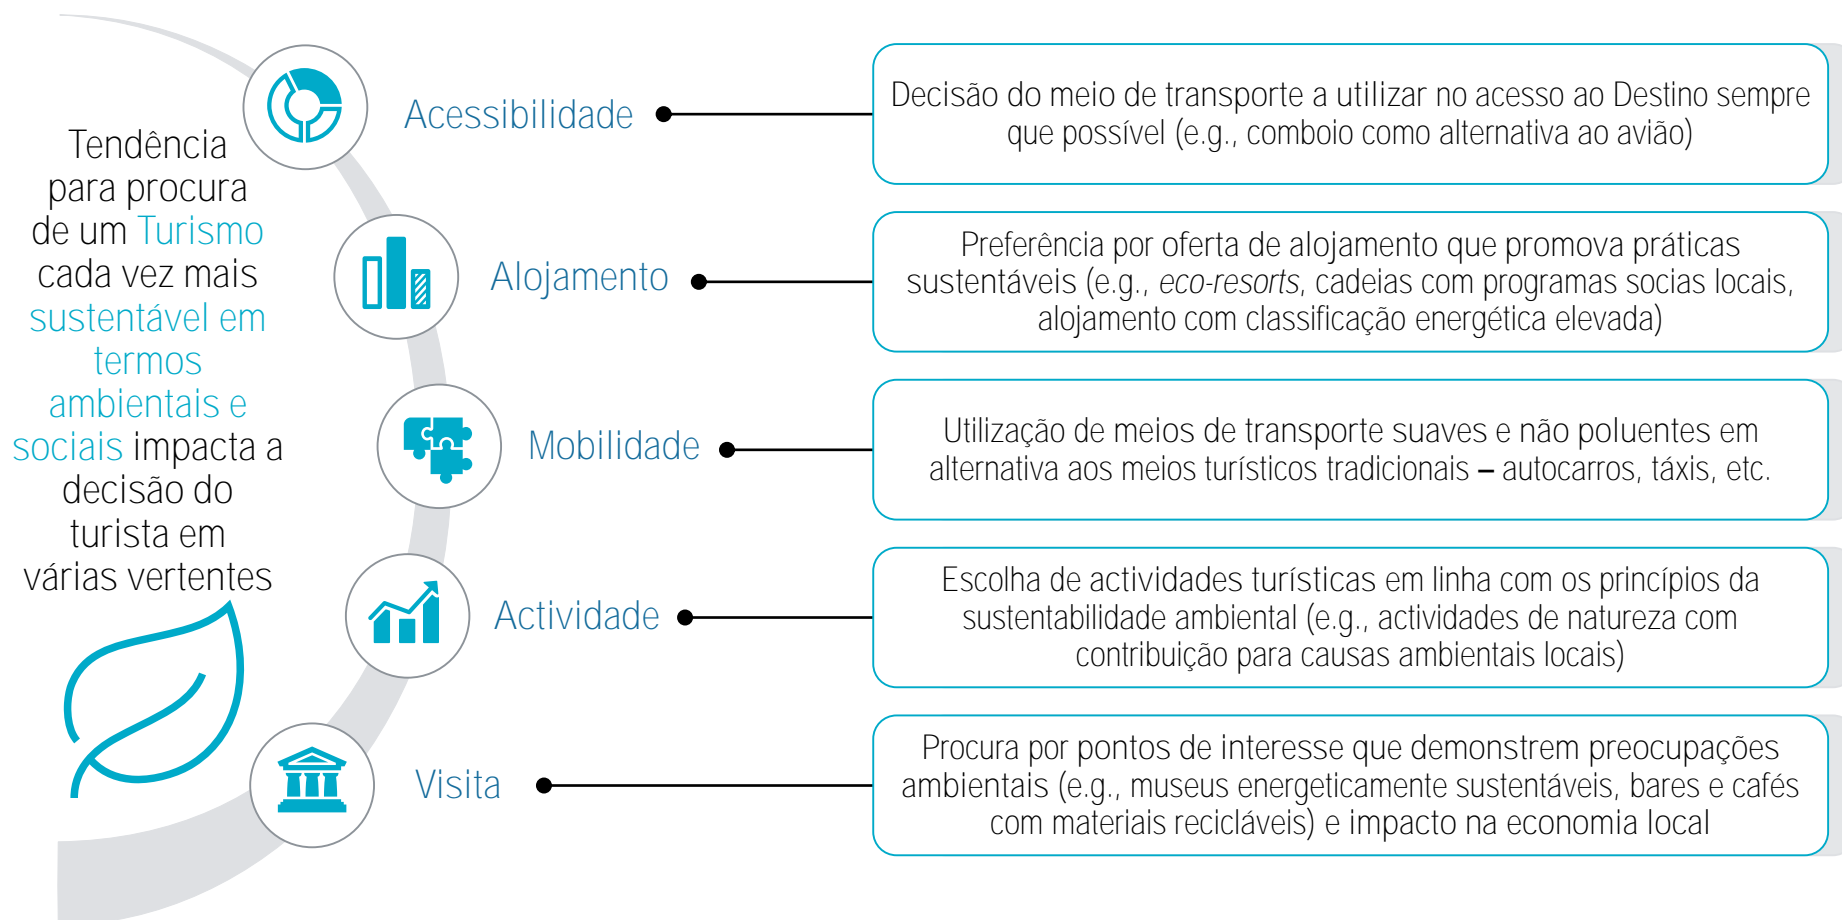 Tendência
para procura
de um Turismo
cada vez mais
sustentável em
termos
ambientais e
sociais impacta a
decisão do
turista em
várias vertentes
Acessibilidade
Decisão do meio de transporte a utilizar no acesso ao Destino sempre
que possível (e.g., comboio como alternativa ao avião)
Alojamento
Preferência por oferta de alojamento que promova práticas
sustentáveis (e.g., eco-resorts, cadeias com programas socias locais,
alojamento com classificação energética elevada)
Mobilidade
Utilização de meios de transporte suaves e não poluentes em
alternativa aos meios turísticos tradicionais – autocarros, táxis, etc.
Actividade
Escolha de actividades turísticas em linha com os princípios da
sustentabilidade ambiental (e.g., actividades de natureza com
contribuição para causas ambientais locais)
Visita
Procura por pontos de interesse que demonstrem preocupações
ambientais (e.g., museus energeticamente sustentáveis, bares e cafés
com materiais recicláveis) e impacto na economia local